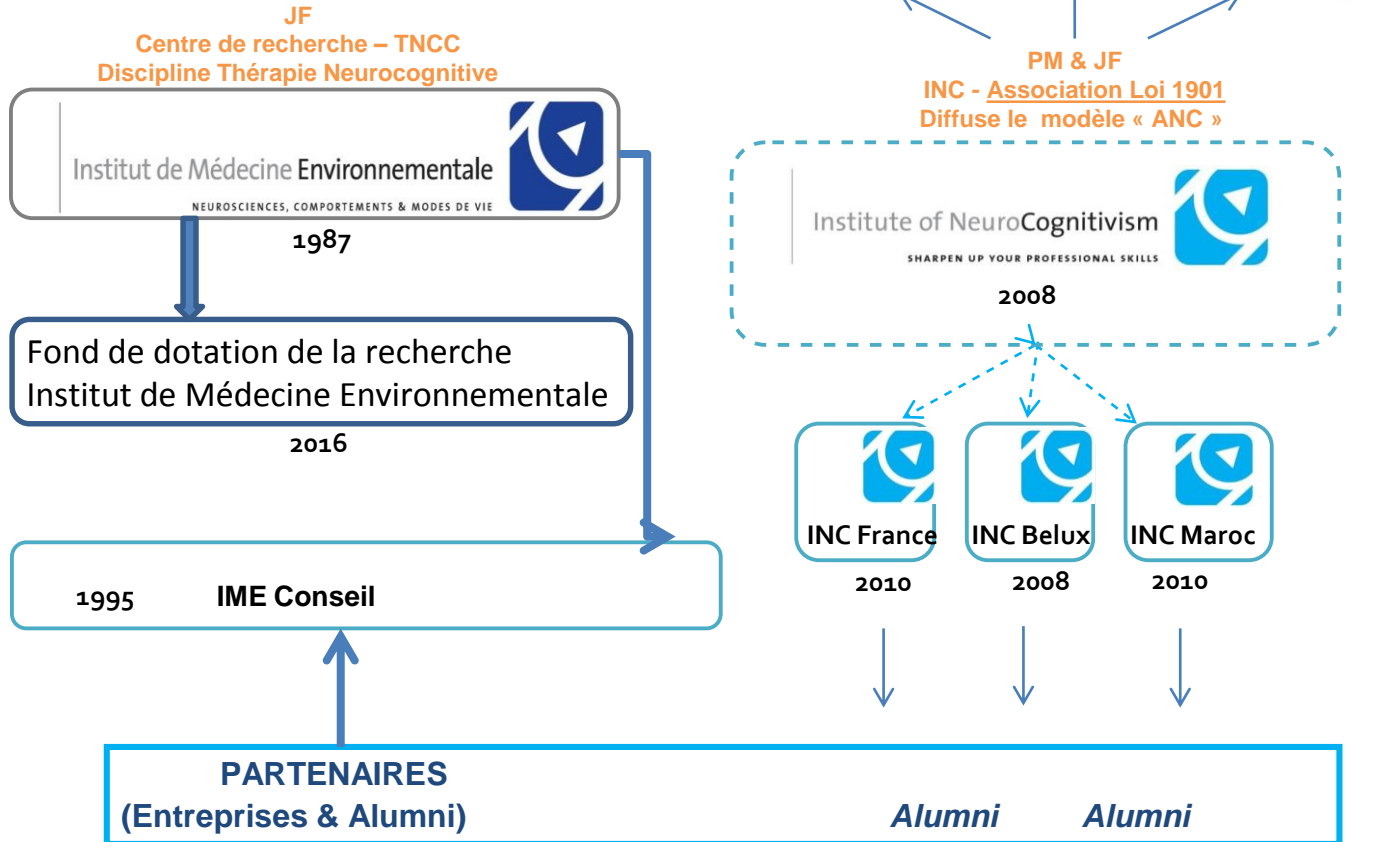 JF
Centre de recherche – TNCC
Discipline Thérapie Neurocognitive
Institut de Médecine Environnementale
NEUROSCIENCES, COMPORTEMENTS & MODES DE VIE
1987
Fond de dotation de la recherche
Institut de Médecine Environnementale
2016
1995 IME Conseil
PM & JF
INC - Association Loi 1901
Diffuse le modèle « ANC »
Institute of NeuroCognitivism
SHARPEN UP YOUR PROFESSIONAL SKILLS
2008
INC France
2010
INC Belux
2008
INC Maroc
2010
PARTENAIRES
(Entreprises & Alumni)
Alumni
Alumni